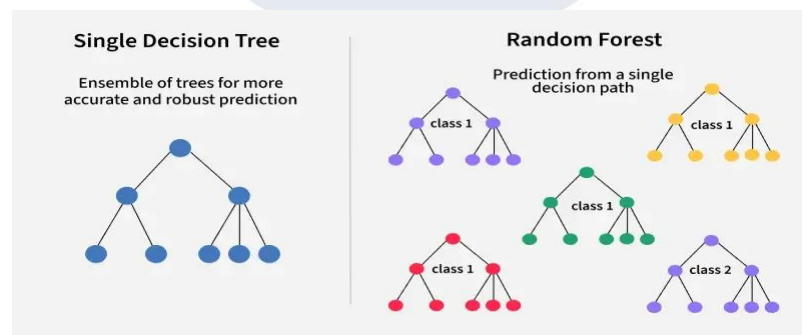 Single Decision Tree
Ensemble of trees for more
accurate and robust prediction
Random Forest
Prediction from a single
decision path
class 1
class 1
class 1
class 1
class 2